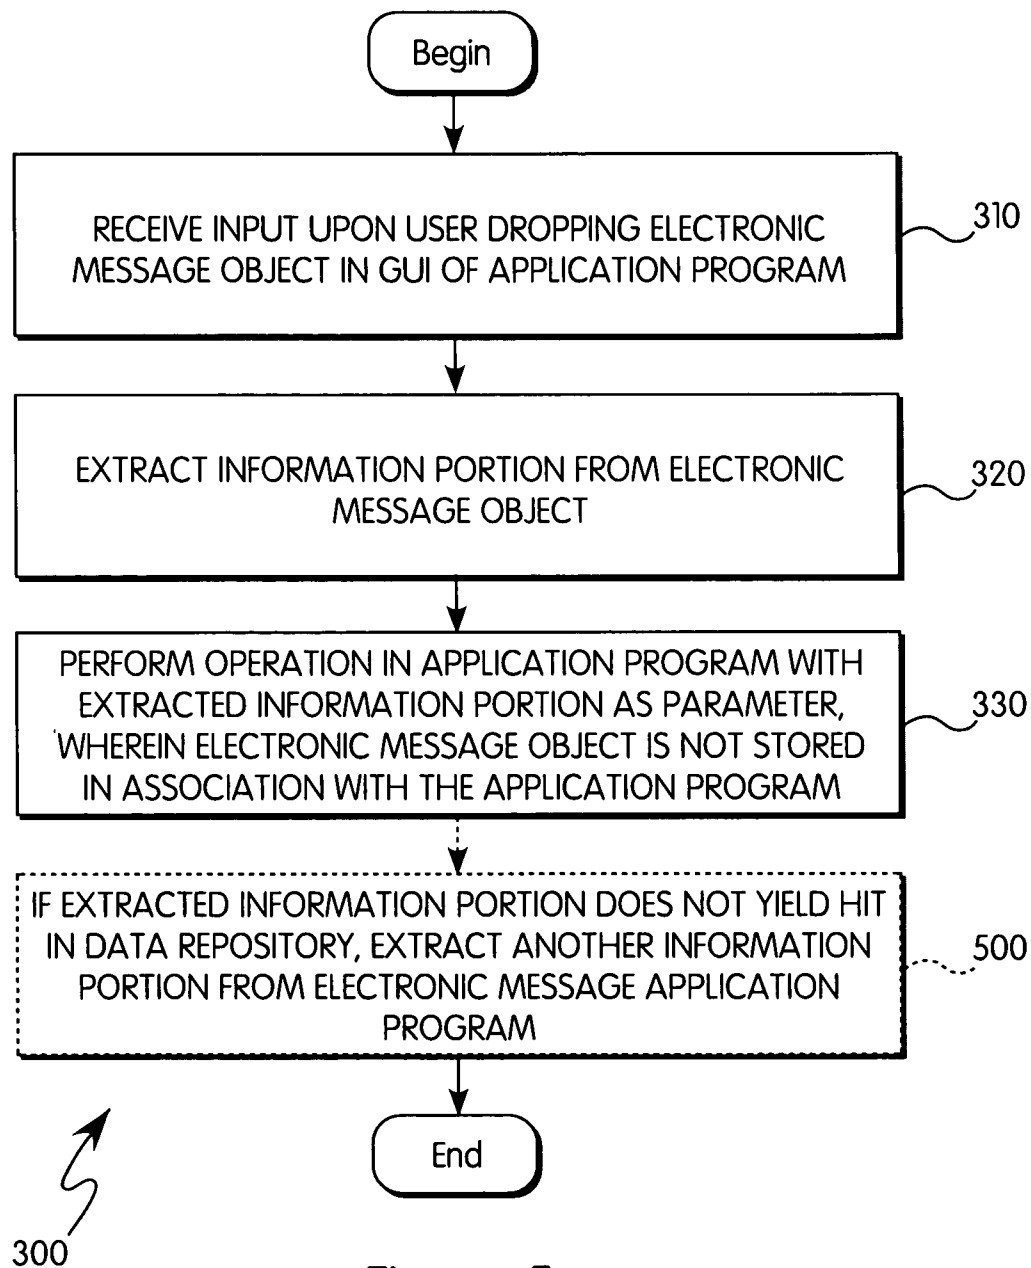 Begin
RECEIVE INPUT UPON USER DROPPING ELECTRONIC
MESSAGE OBJECT IN GUI OF APPLICATION PROGRAM
310
EXTRACT INFORMATION PORTION FROM ELECTRONIC
MESSAGE OBJECT
320
PERFORM OPERATION IN APPLICATION PROGRAM WITH
EXTRACTED INFORMATION PORTION AS PARAMETER,
WHEREIN ELECTRONIC MESSAGE OBJECT IS NOT STORED
IN ASSOCIATION WITH THE APPLICATION PROGRAM
330
IF EXTRACTED INFORMATION PORTION DOES NOT YIELD HIT
IN DATA REPOSITORY, EXTRACT ANOTHER INFORMATION
PORTION FROM ELECTRONIC MESSAGE APPLICATION
PROGRAM
500
End
300